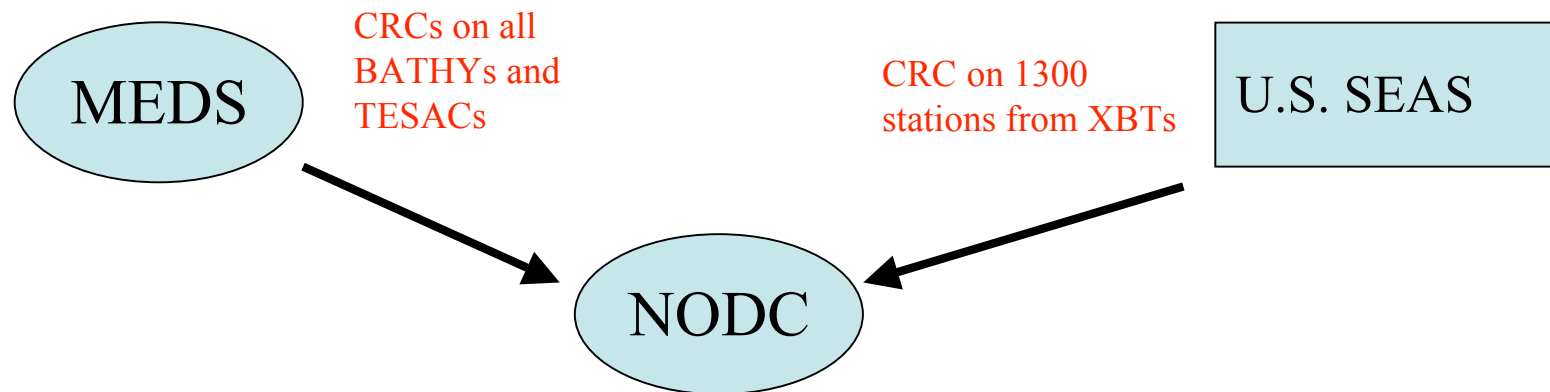 MEDS
CRCs on all
BATHYs and
TESACs
CRC on 1300
stations from XBTs
U.S. SEAS
NODC